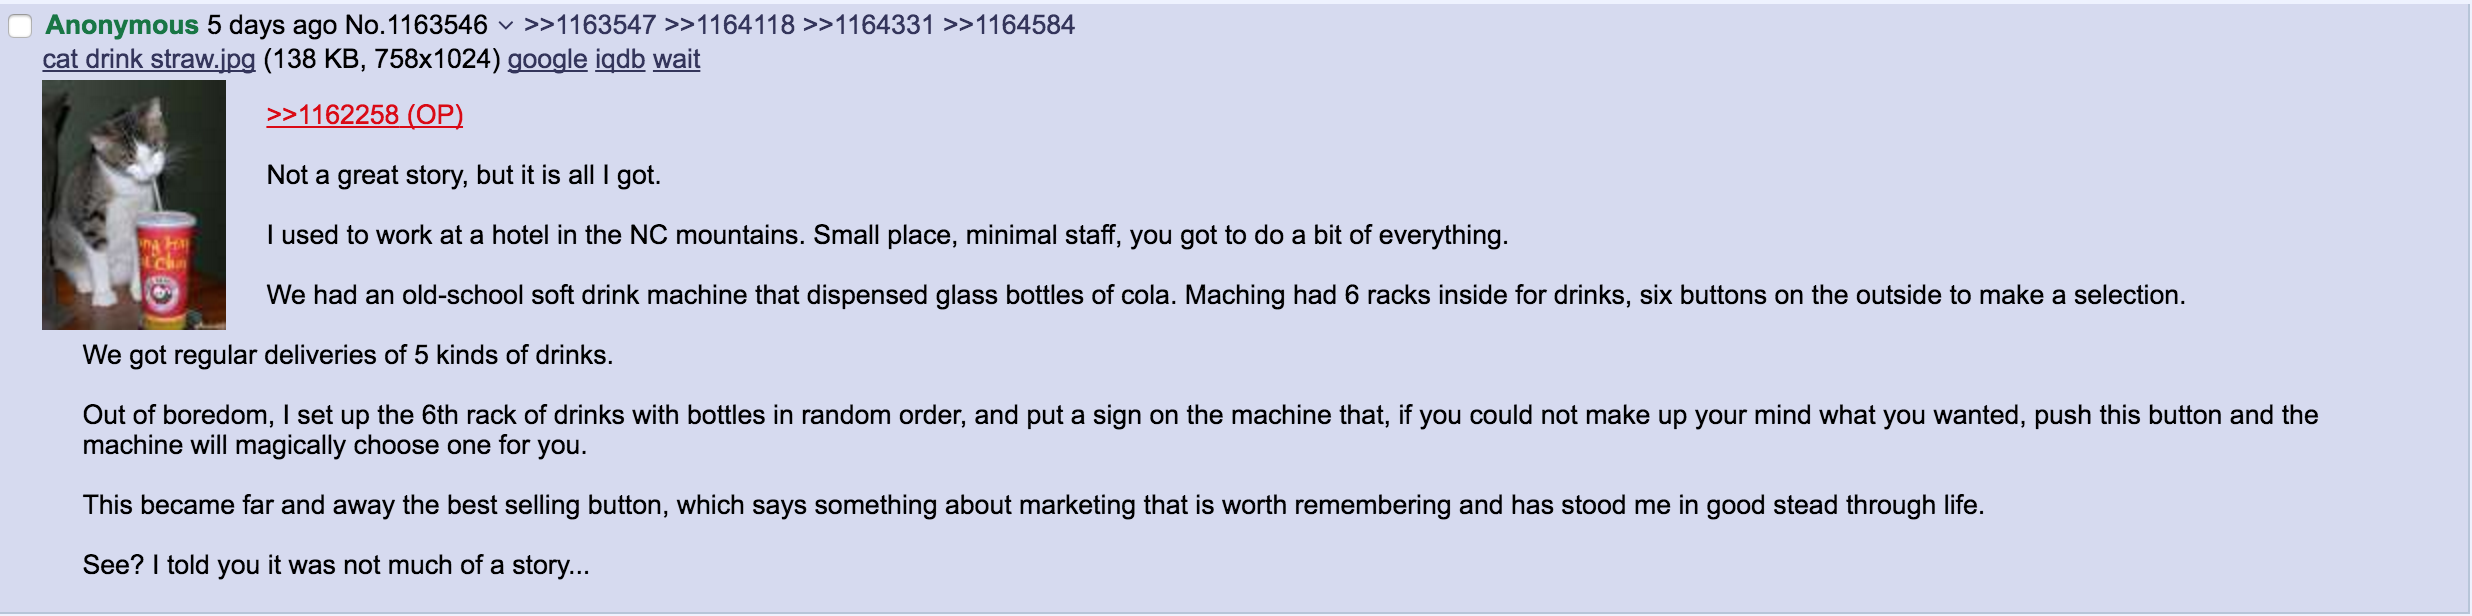 Anonymous 5 days ago No.1163546 >>1163547 >>1164118 >>1164331 >>1164584
cat drink straw.jpg (138 KB, 758x1024) google iqdb wait
>>1162258 (OP)
Not a great story, but it is all I got.
I used to work at a hotel in the NC mountains. Small place, minimal staff, you got to do a bit of everything.
We had an old-school soft drink machine that dispensed glass bottles of cola. Maching had 6 racks inside for drinks, six buttons on the outside to make a selection.
We got regular deliveries of 5 kinds of drinks.
Out of boredom, I set up the 6th rack of drinks with bottles in random order, and put a sign on the machine that, if you could not make up your mind what you wanted, push this button and the
machine will magically choose one for you.
This became far and away the best selling button, which says something about marketing that is worth remembering and has stood me in good stead through life.
See? I told you it was not much of a story...